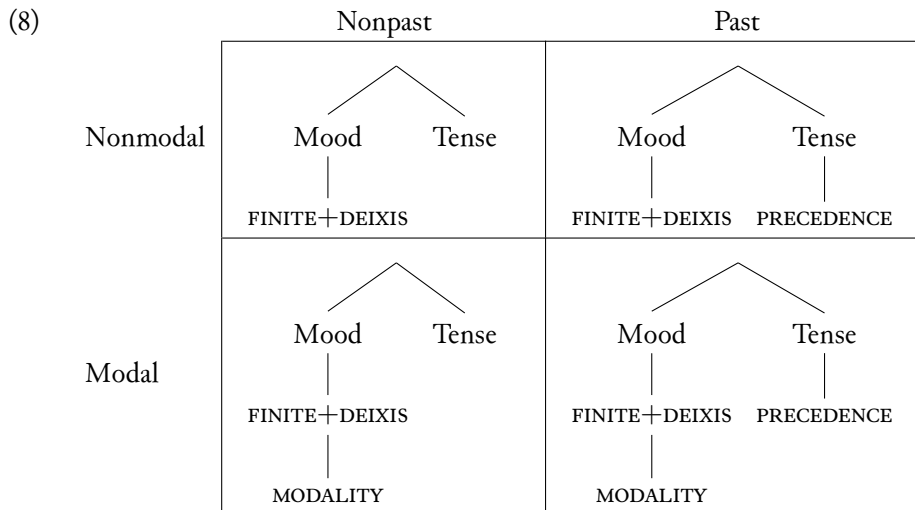 (8) Nonpast Past
Nonmodal Mood Tense Mood Tense
FINITE+DEIXIS FINITE+DEIXIS PRECEDENCE
Mood Tense Mood Tense
Modal
FINITE+DEIXIS FINITE+DEIXIS PRECEDENCE
MODALITY MODALITY